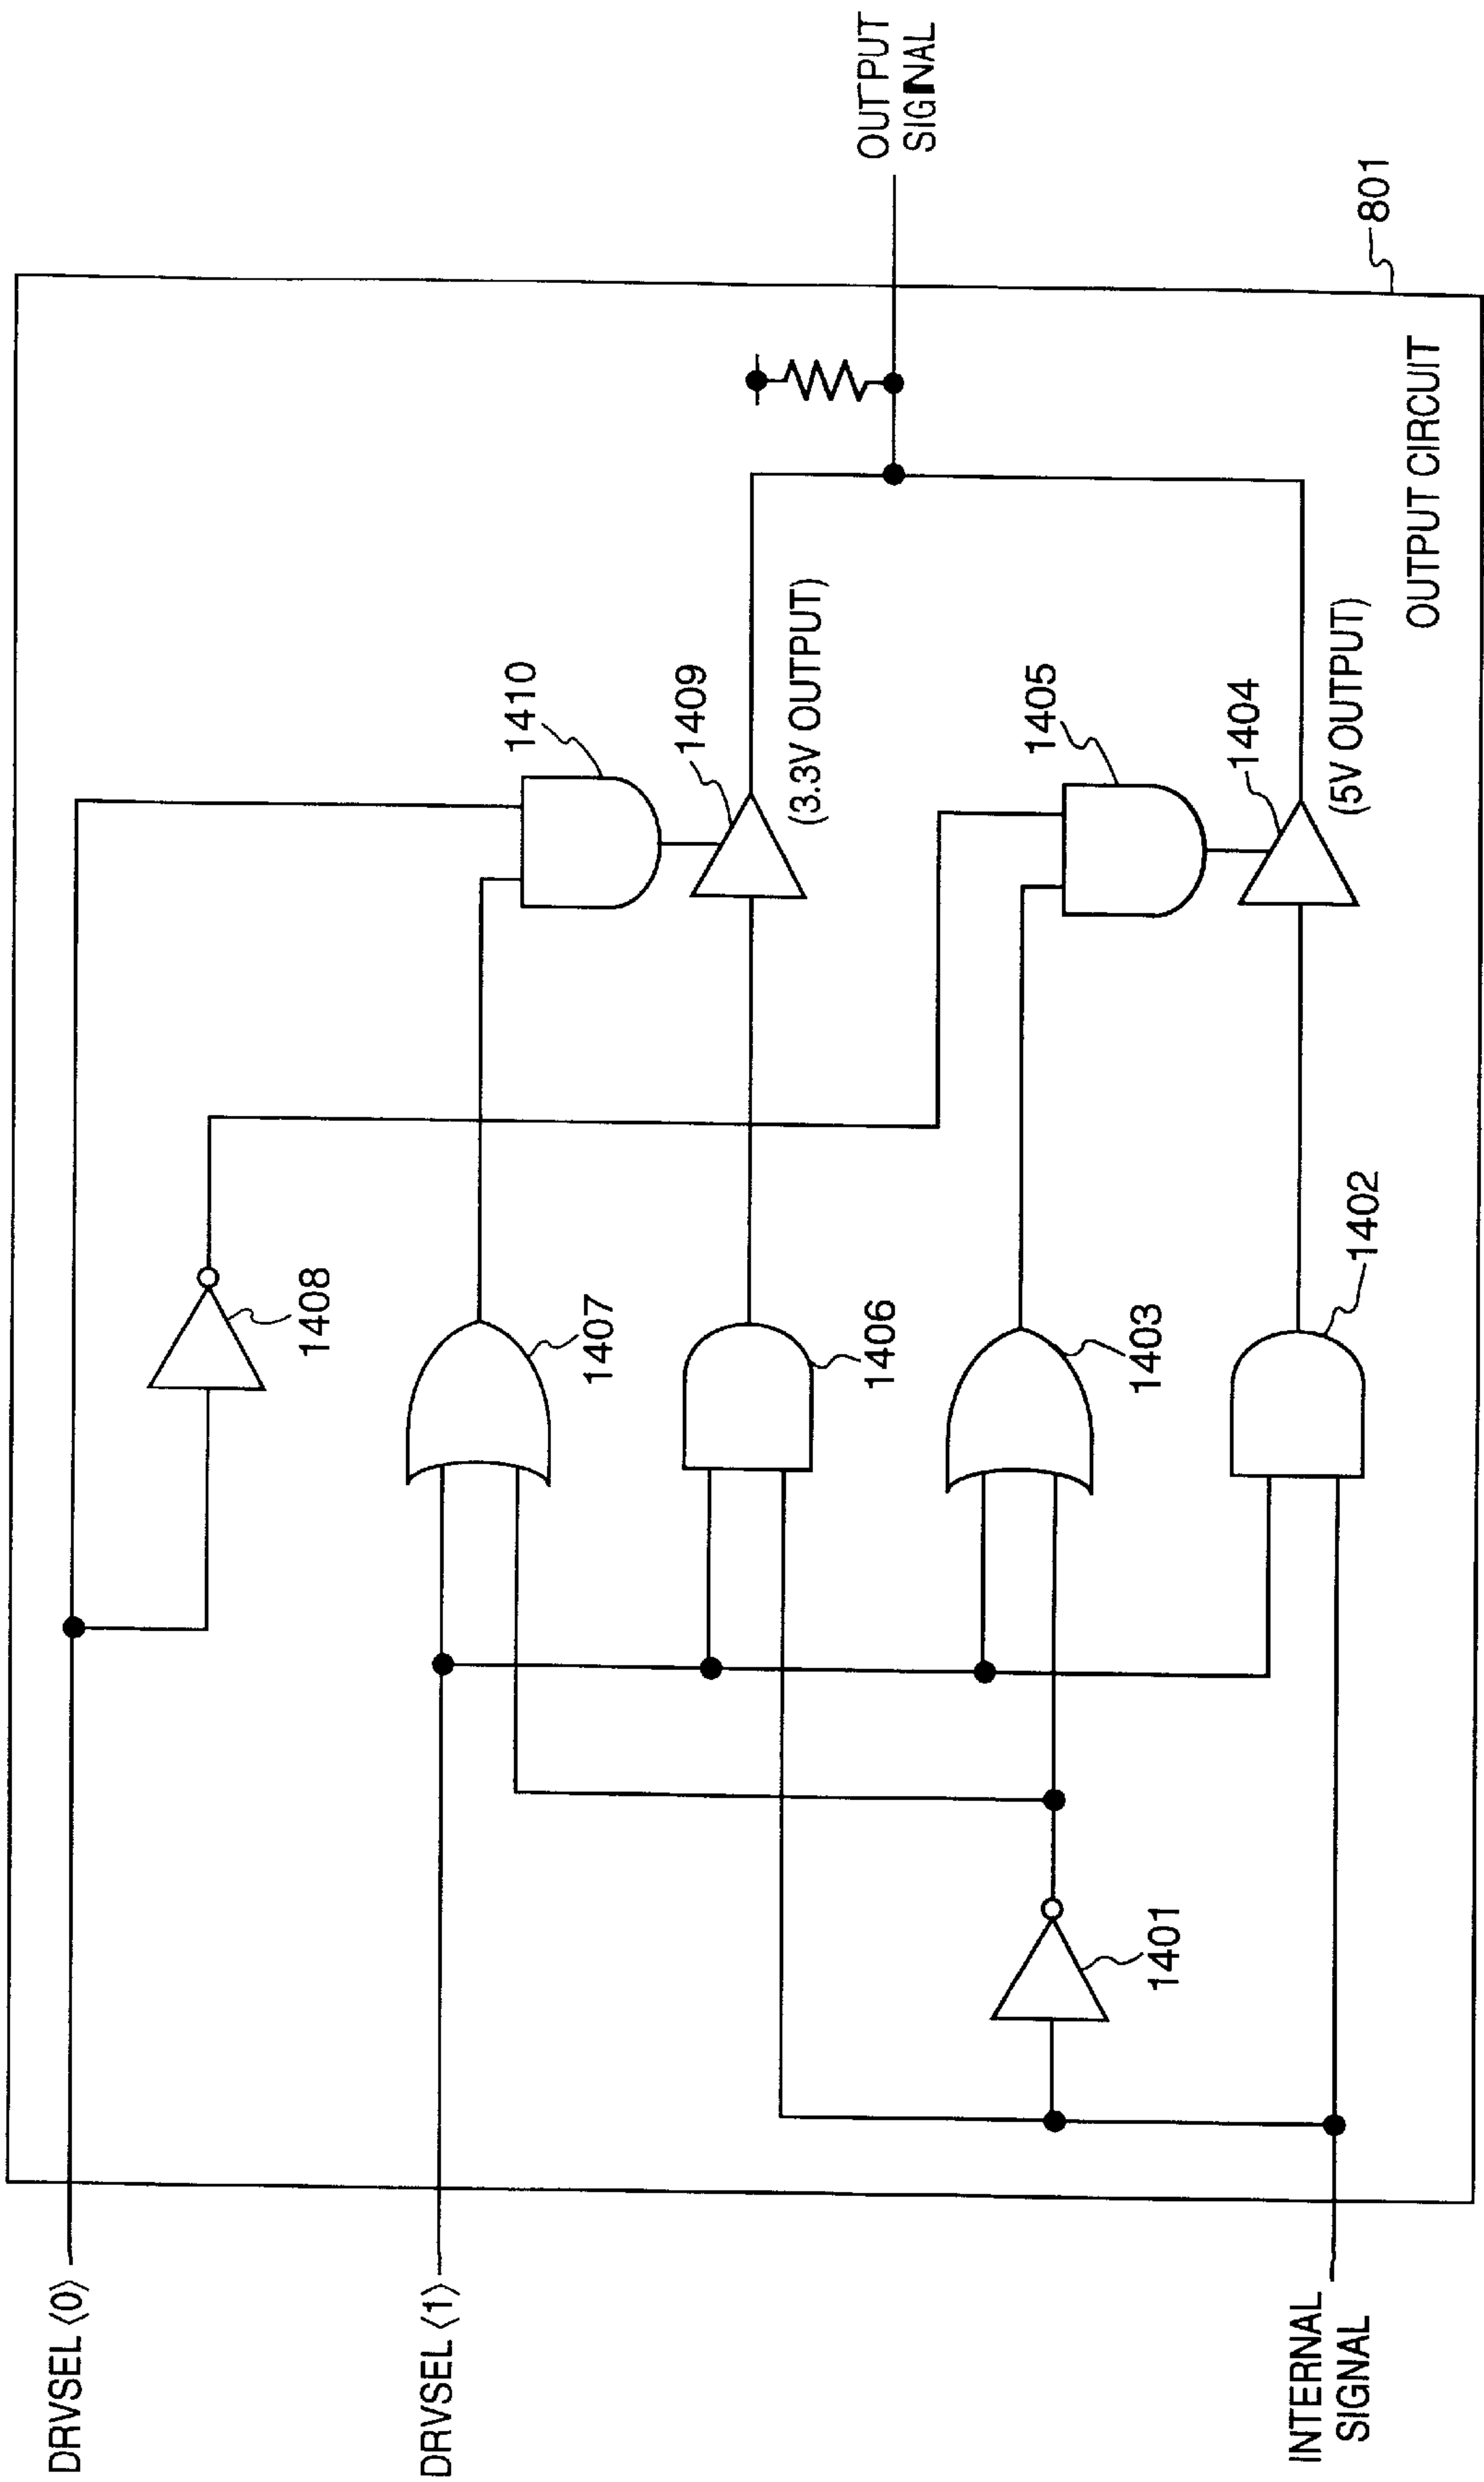 DRVSEL ⟨0⟩
DRVSEL ⟨1⟩
INTERNAL
SIGNAL
1408
1407
1406
1403
1402
1401
1410
1409
(3.3V OUTPUT)
1405
1404
(5V OUTPUT)
OUTPUT
SIGNAL
801
OUTPUT CIRCUIT